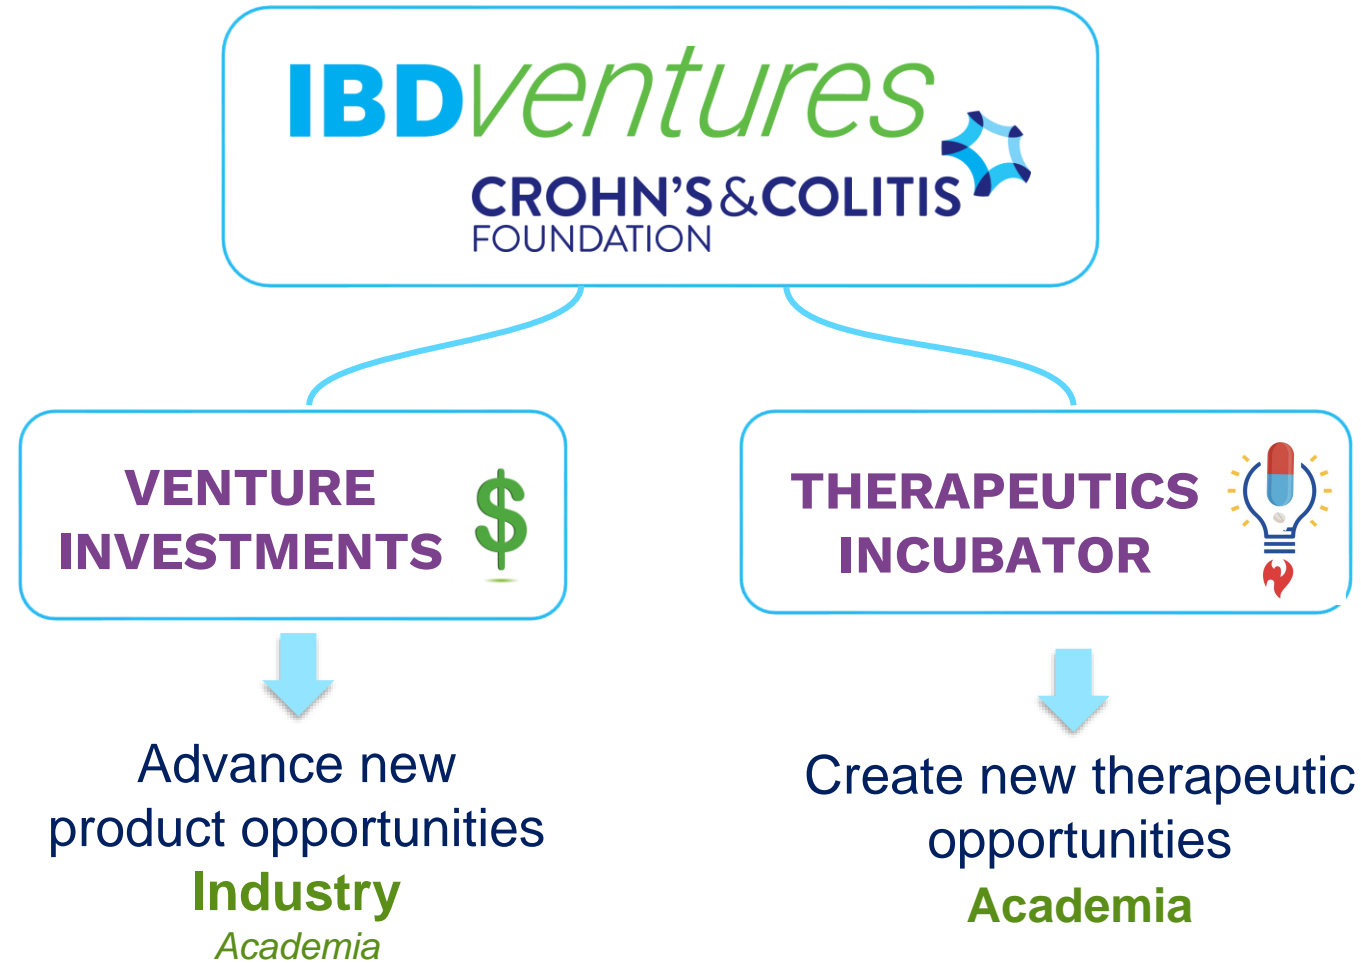 IBDventures
CROHN'S & COLITIS
FOUNDATION
VENTURE
INVESTMENTS
$
THERAPEUTICS
INCUBATOR
Advance new
product opportunities
Industry
Academia
Create new therapeutic
opportunities
Academia